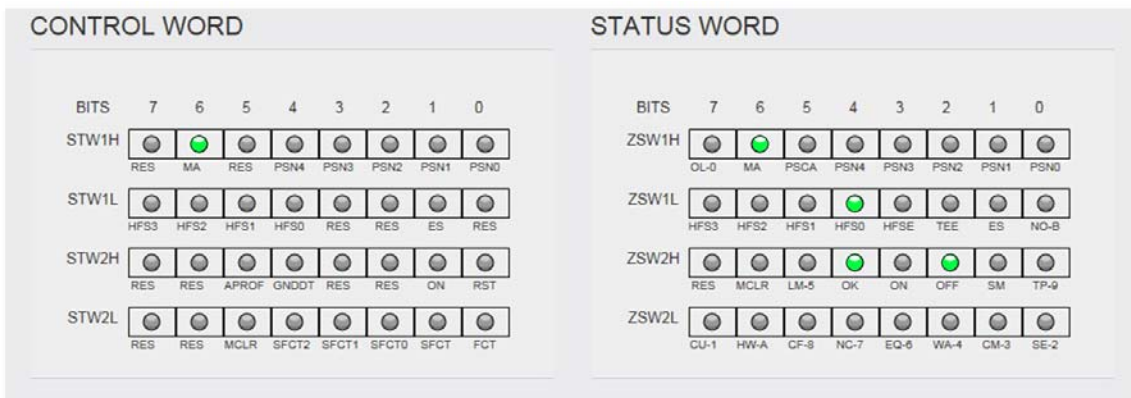 CONTROL WORD
BITS 7 6 5 4 3 2 1 0
STW1H
RES MA RES PSN4 PSN3 PSN2 PSN1 PSN0
STW1L
HFS3 HFS2 HFS1 HFS0 RES RES ES RES
STW2H
RES RES APROF GNDDT RES RES ON RST
STW2L
RES RES MCLR SFCT2 SFCT1 SFCT0 SFCT FCT
STATUS WORD
BITS 7 6 5 4 3 2 1 0
ZSW1H
OL-0 MA PSCA PSN4 PSN3 PSN2 PSN1 PSN0
ZSW1L
HFS3 HFS2 HFS1 HFS0 HFSE TEE ES NO-B
ZSW2H
RES MCLR LM-5 OK ON OFF SM TP-9
ZSW2L
CU-1 HW-A CF-8 NC-7 EQ-6 WA-4 CM-3 SE-2